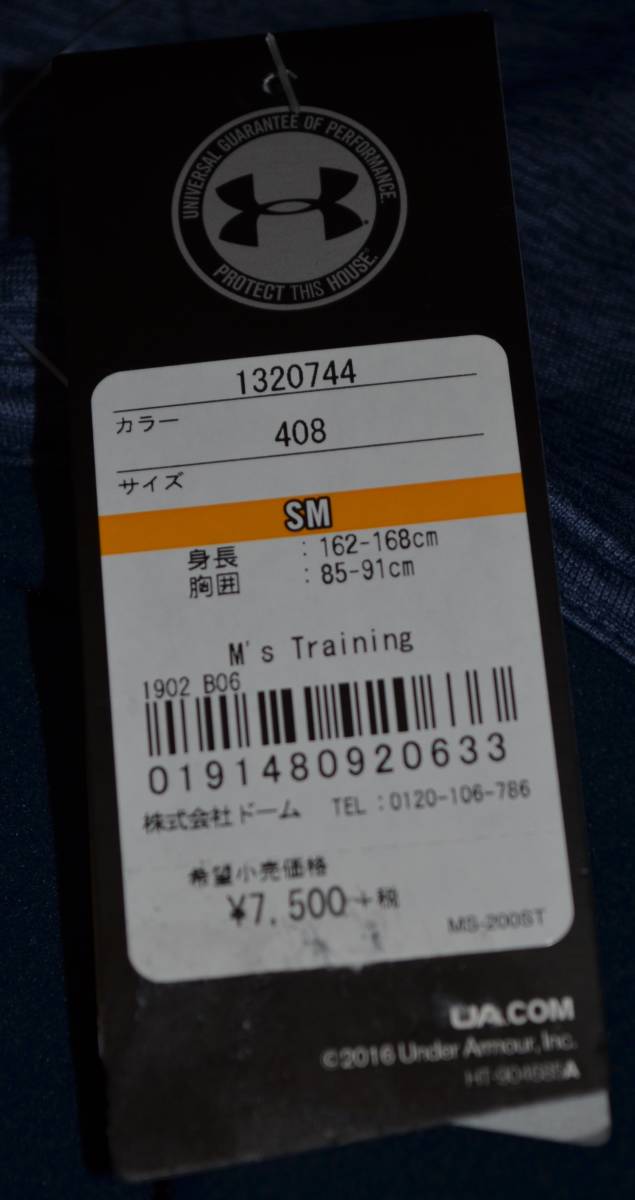 UNIVERSAL GUARANTEE OF PERFORMANCE.
PROTECT THIS HOUSE.®
1320744
カラー
408
サイズ
SM
身長 : 162-168cm
胸囲 : 85-91cm
M's Training
1902 B06
0191480920633
株式会社ドーム TEL:0120-106-786
希望小売価格
¥7,500+税
MS-200ST
UA.COM
©2016 Under Armour, Inc.